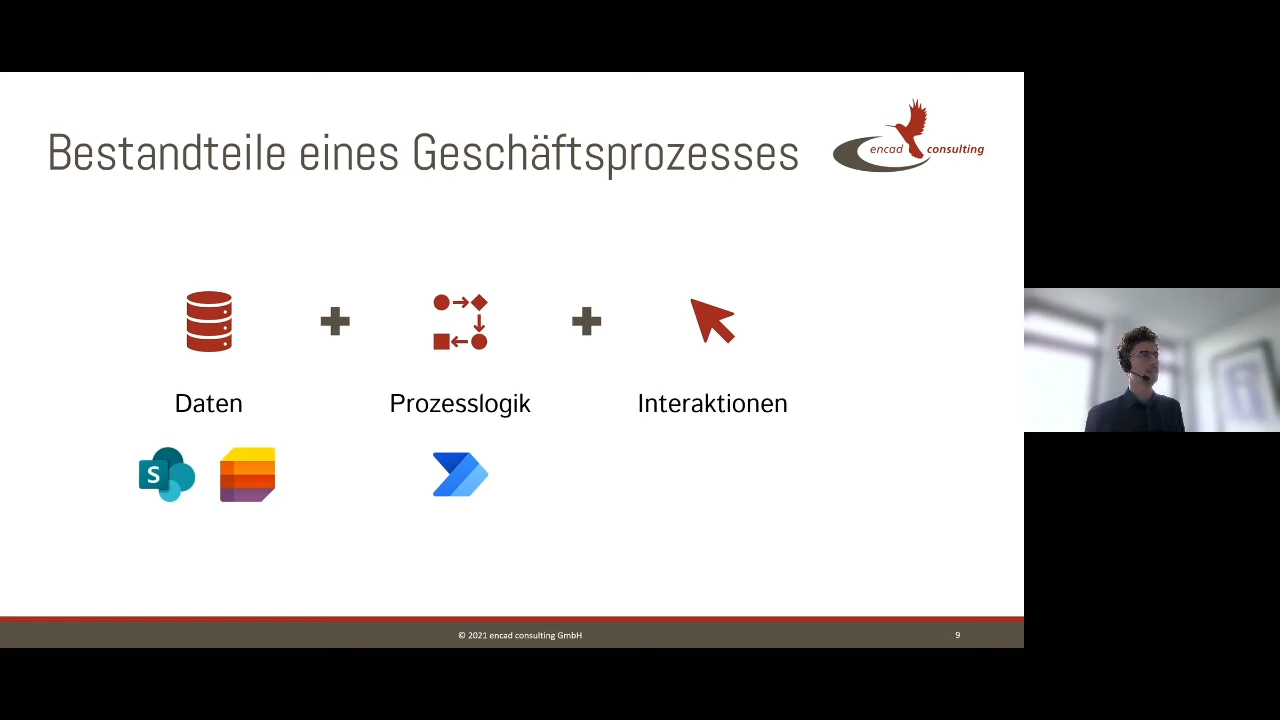 Bestandteile eines Geschäftsprozesses
encad consulting
Daten
Prozesslogik
Interaktionen
S
© 2021 encad consulting GmbH
9